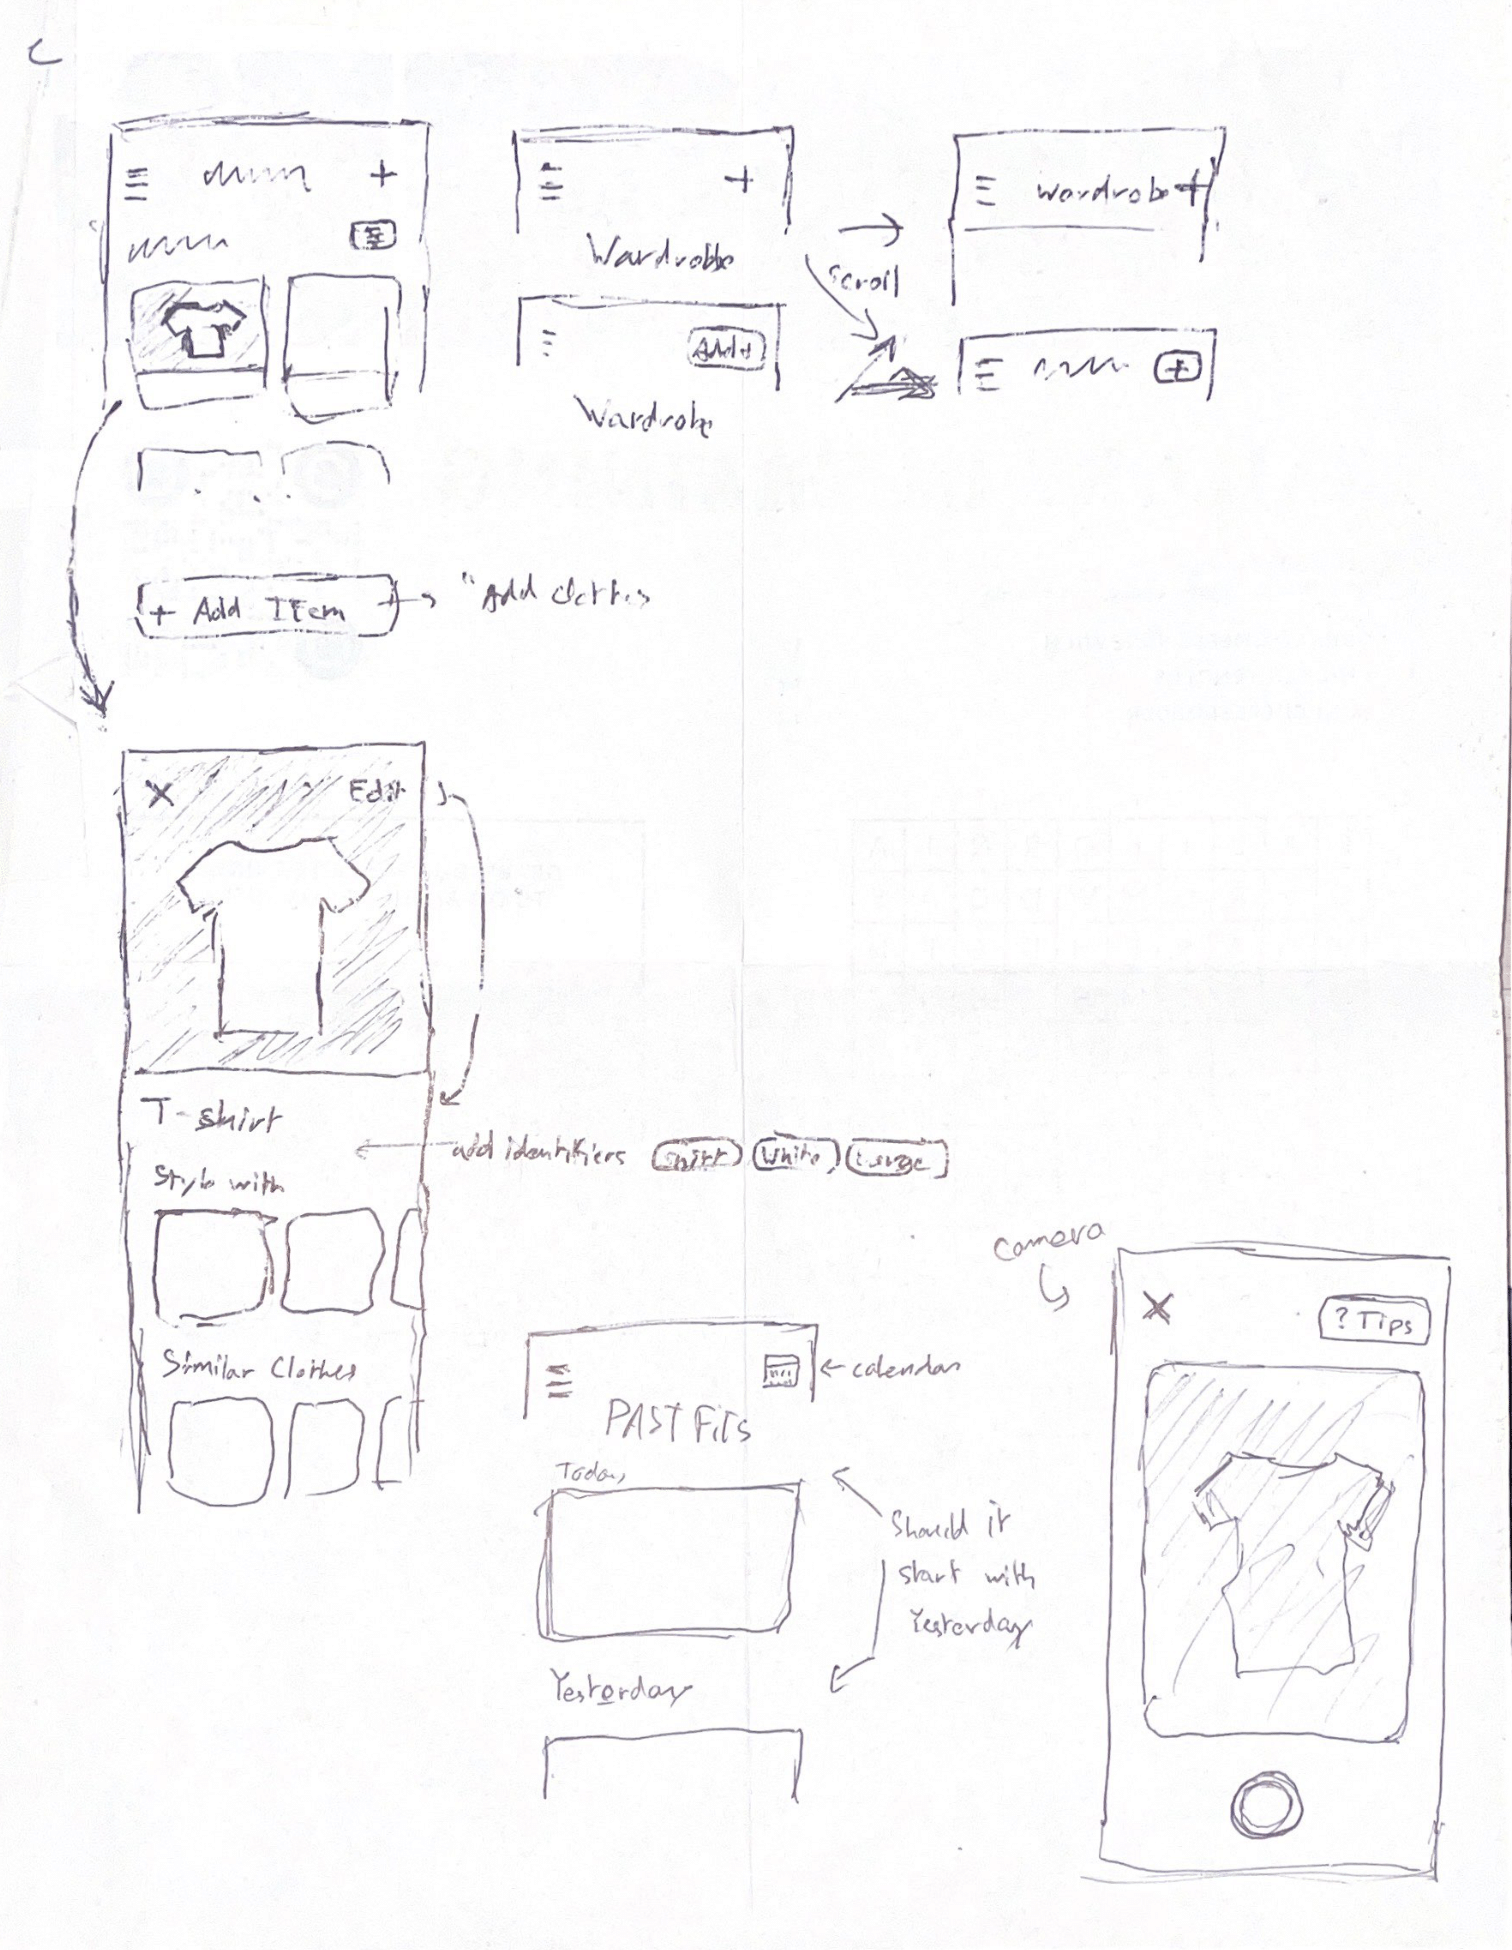 +
+
Wardrobe
wardrobe +
Scroll
Add +
Wardrobe
+
+ Add Item
"Add clothes
X
Edit
T-shirt
add identifiers
Shirt
White
Large
Style with
Similar Clothes
Camera
X
? Tips
calendar
PAST FITS
Today
Should it
start with
Yesterday
Yesterday